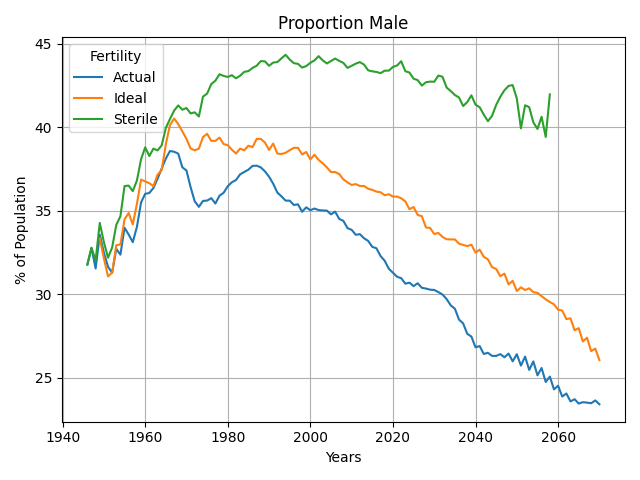 Proportion Male
Fertility
Actual
Ideal
Sterile
% of Population
45
40
35
30
25
1940 1960 1980 2000 2020 2040 2060
Years